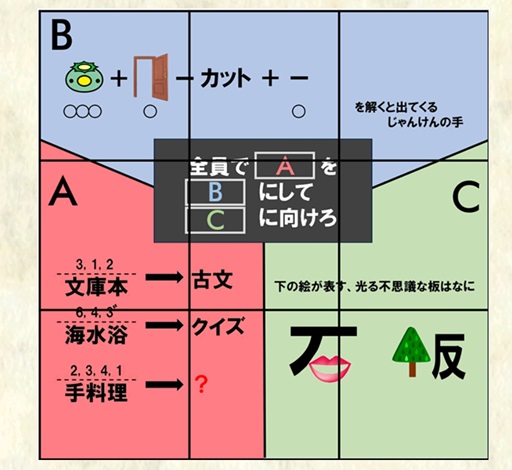 B
+ − カット + −
○○○ ○ ○
を解くと出てくる
じゃんけんの手
全員で A を
B にして
C に向けろ
A
C
3, 1, 2
文庫本 → 古文
6, 4, 3゛
海水浴 → クイズ
2, 3, 4, 1
手料理 → ?
下の絵が表す、光る不思議な板はなに
反